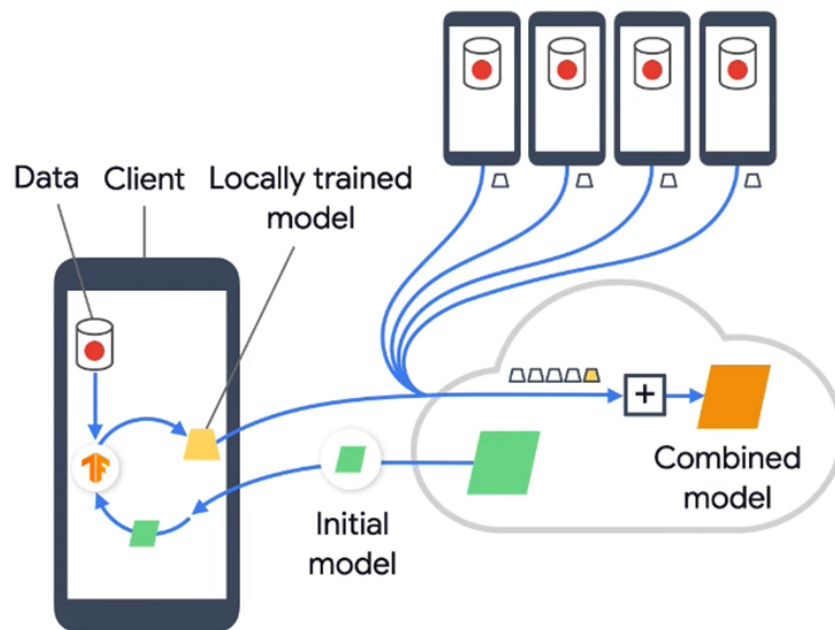 Data
Client
Locally trained
model
+
Combined
model
Initial
model